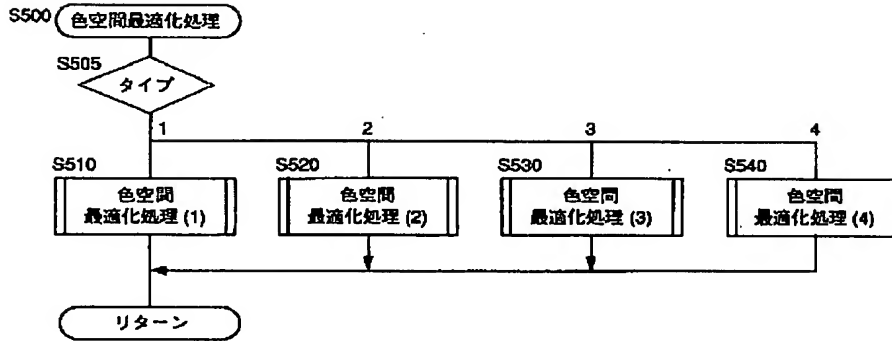 S500 色空間最適化処理
S505
タイプ
1 2 3 4
S510 S520 S530 S540
色空間 色空間 色空間 色空間
最適化処理 (1) 最適化処理 (2) 最適化処理 (3) 最適化処理 (4)
リターン